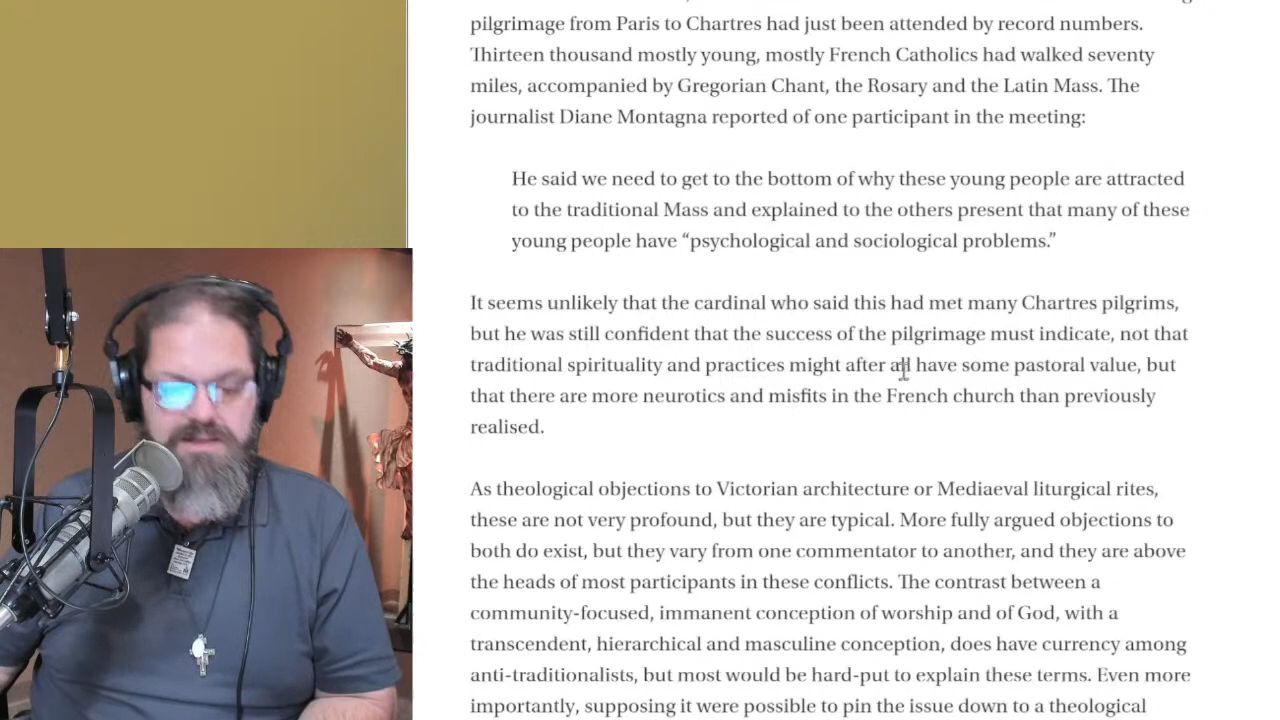 pilgrimage from Paris to Chartres had just been attended by record numbers.
Thirteen thousand mostly young, mostly French Catholics had walked seventy
miles, accompanied by Gregorian Chant, the Rosary and the Latin Mass. The
journalist Diane Montagna reported of one participant in the meeting:
He said we need to get to the bottom of why these young people are attracted
to the traditional Mass and explained to the others present that many of these
young people have “psychological and sociological problems.”
It seems unlikely that the cardinal who said this had met many Chartres pilgrims,
but he was still confident that the success of the pilgrimage must indicate, not that
traditional spirituality and practices might after all have some pastoral value, but
that there are more neurotics and misfits in the French church than previously
realised.
As theological objections to Victorian architecture or Mediaeval liturgical rites,
these are not very profound, but they are typical. More fully argued objections to
both do exist, but they vary from one commentator to another, and they are above
the heads of most participants in these conflicts. The contrast between a
community-focused, immanent conception of worship and of God, with a
transcendent, hierarchical and masculine conception, does have currency among
anti-traditionalists, but most would be hard-put to explain these terms. Even more
importantly, supposing it were possible to pin the issue down to a theological